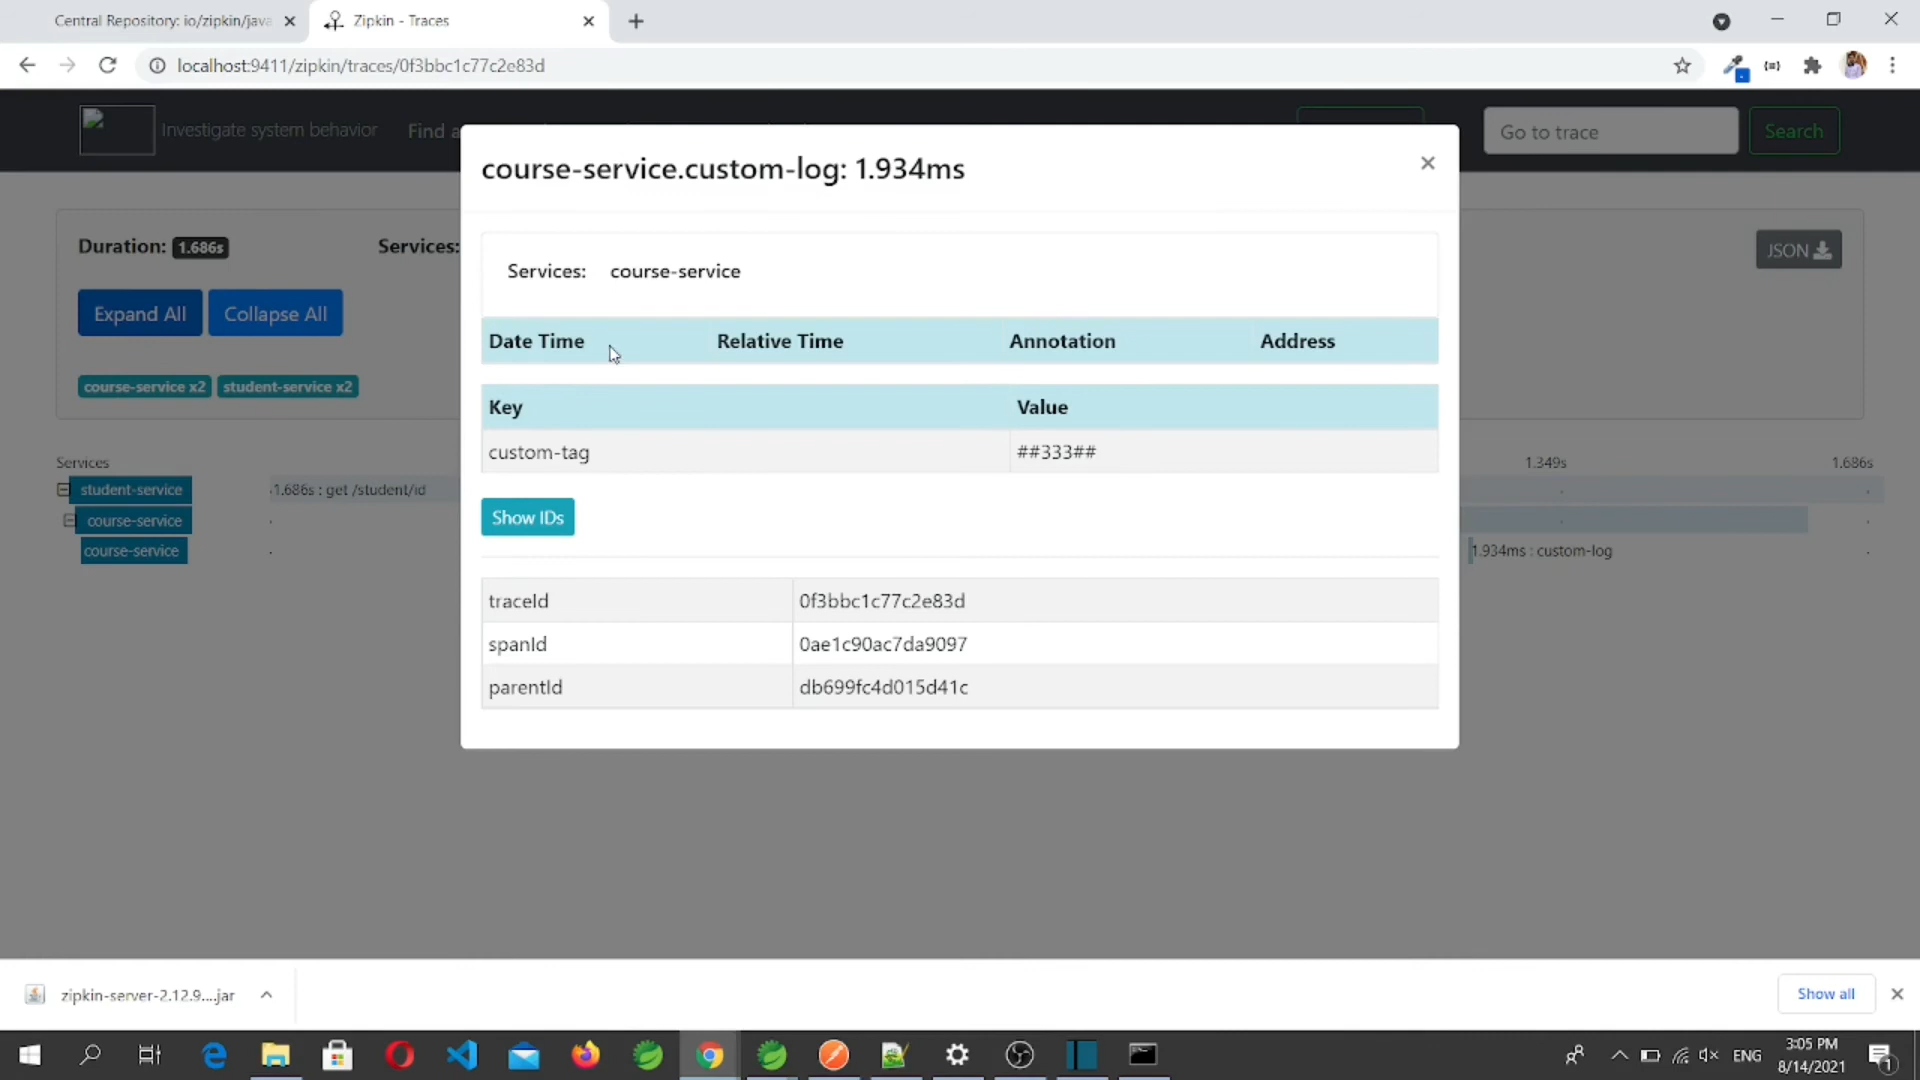 Central Repository: io/zipkin/java
Zipkin - Traces
localhost:9411/zipkin/traces/0f3bbc1c77c2e83d
Investigate system behavior
Find a
Go to trace
Search
course-service.custom-log: 1.934ms
Duration: 1.686s
Services:
JSON
Services: course-service
Expand All
Collapse All
Date Time
Relative Time
Annotation
Address
course-service x2
student-service x2
Key
Value
custom-tag
##333##
Services
1.349s
1.686s
student-service
.1.686s : get /student/id
course-service
Show IDs
course-service
1.934ms : custom-log
traceId
0f3bbc1c77c2e83d
spanId
0ae1c90ac7da9097
parentId
db699fc4d015d41c
zipkin-server-2.12.9....jar
Show all
ENG
3:05 PM
8/14/2021
1